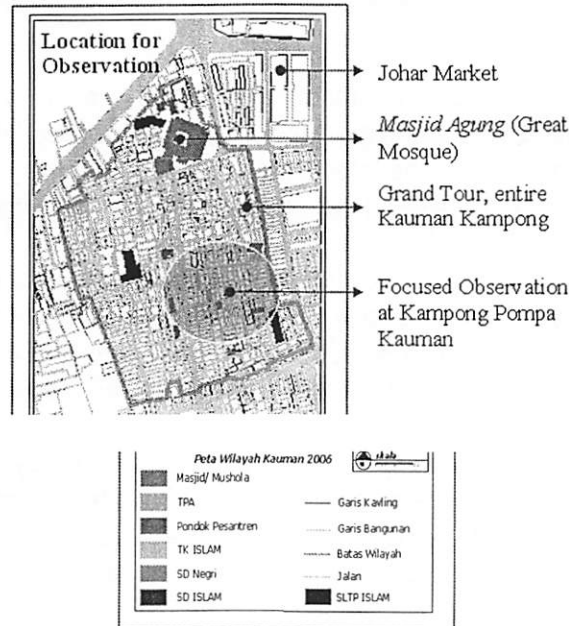 Location for
Observation
Johar Market
Masjid Agung (Great
Mosque)
Grand Tour, entire
Kauman Kampong
Focused Observation
at Kampong Pompa
Kauman
Peta Wilayah Kauman 2006
Masjid/ Mushola
TPA
Pondok Pesantren
TK ISLAM
SD Negri
SD ISLAM
Garis Kavling
Garis Bangunan
Batas Wilayah
Jalan
SLTP ISLAM